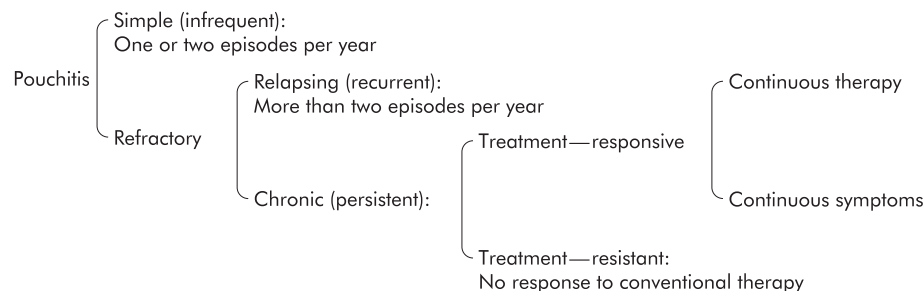 Simple (infrequent):
One or two episodes per year
Pouchitis
Relapsing (recurrent):
More than two episodes per year
Continuous therapy
Refractory
Treatment—responsive
Chronic (persistent):
Continuous symptoms
Treatment—resistant:
No response to conventional therapy